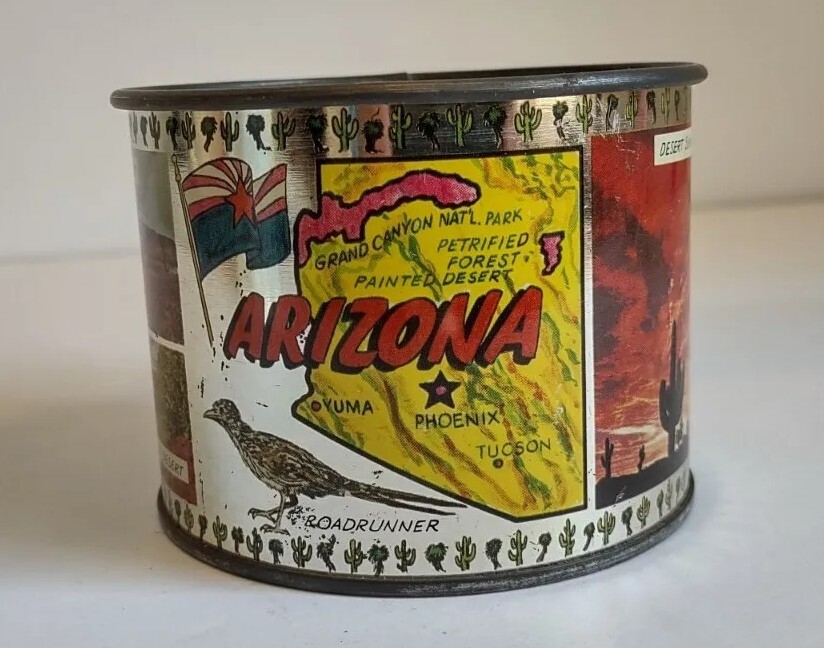 DESERT
GRAND CANYON NAT'L. PARK
PETRIFIED
FOREST
PAINTED DESERT
ARIZONA
YUMA
PHOENIX
TUCSON
ROADRUNNER